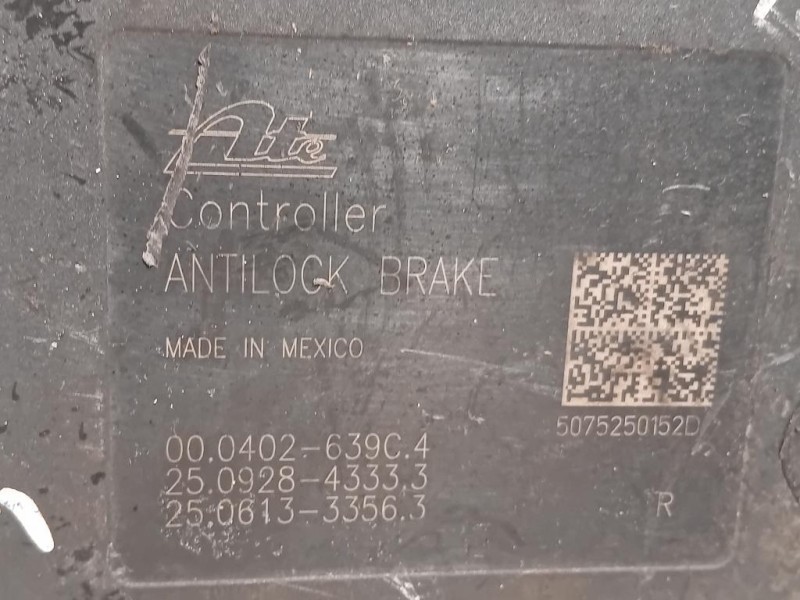 Ate
Controller
ANTILOCK BRAKE
MADE IN MEXICO
5075250152D
00.0402-639C.4
25.0928-4333.3
25.0613-3356.3
R